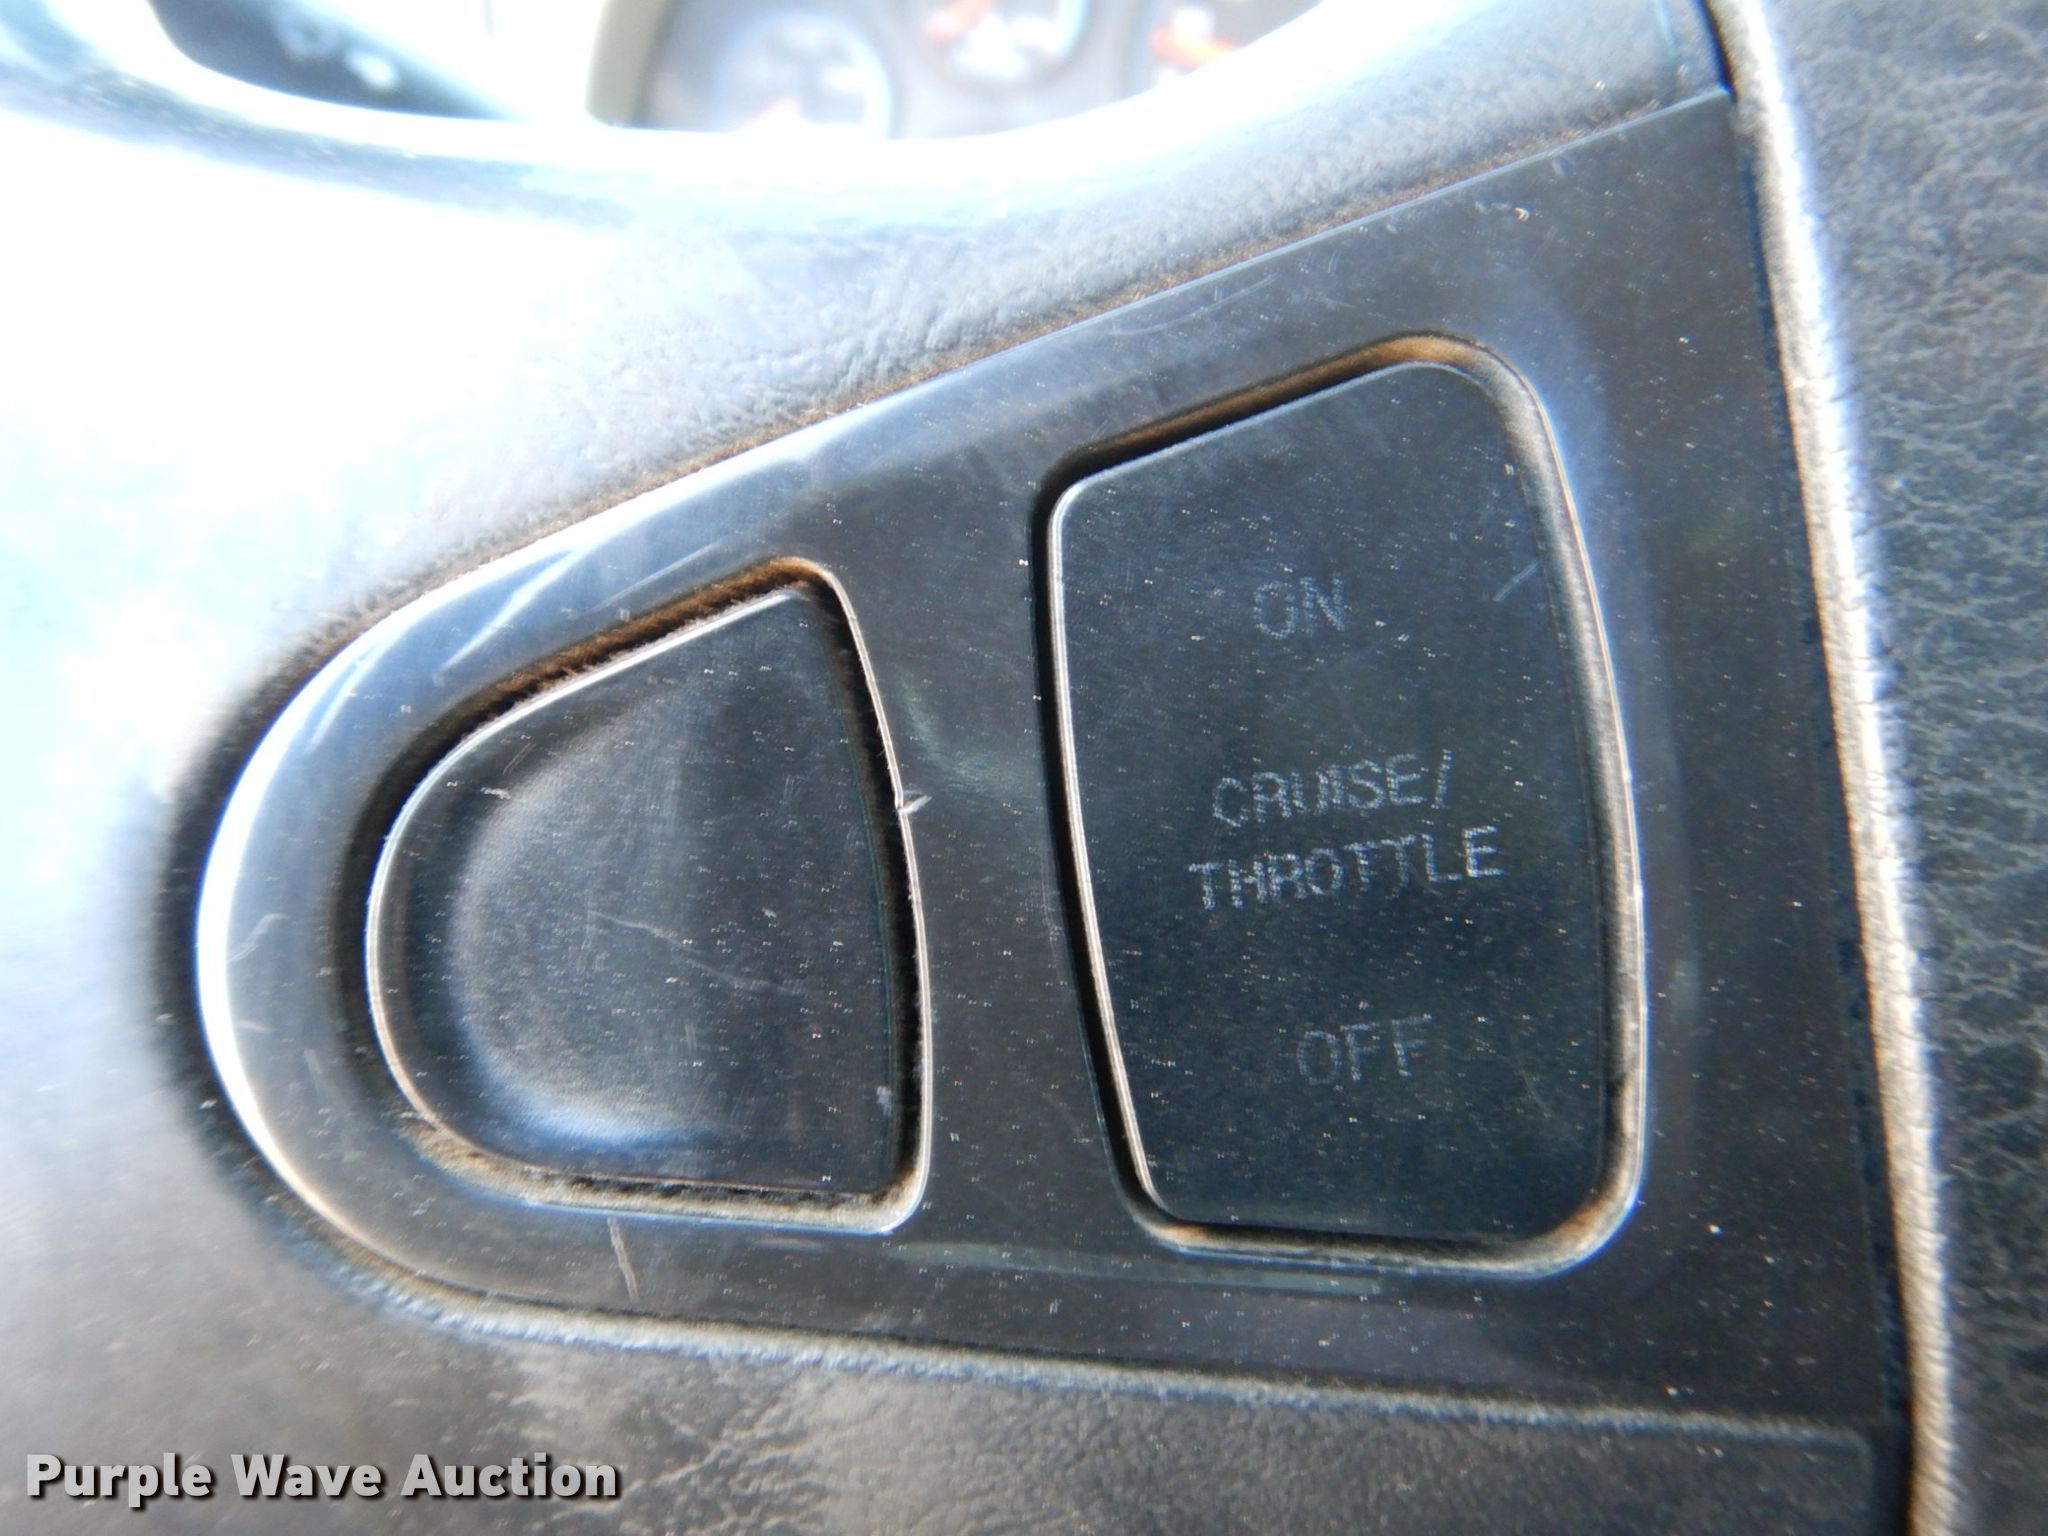 ON
CRUISE/
THROTTLE
OFF
Purple Wave Auction